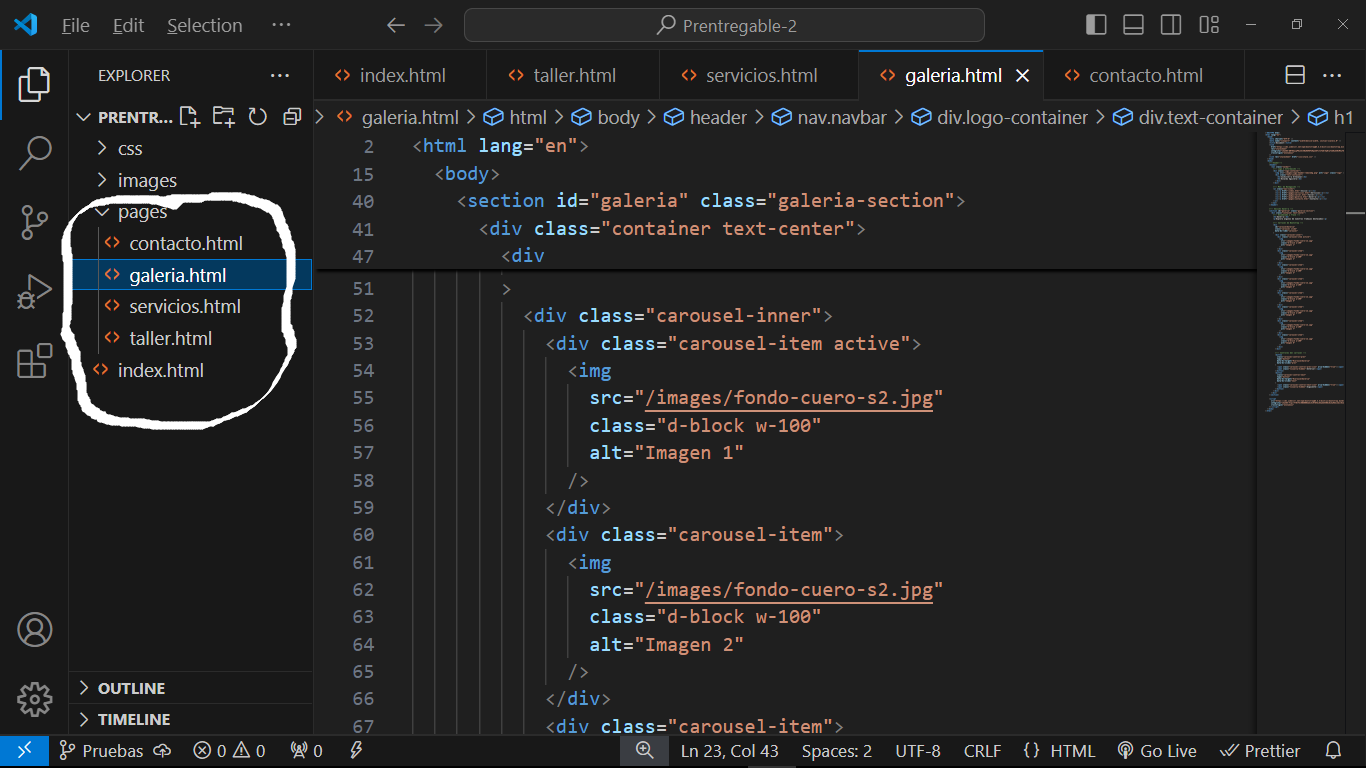 File Edit Selection ··· Prentregable-2
EXPLORER ···
index.html taller.html servicios.html galeria.html contacto.html ···
PRENTR...
galeria.html > html > body > header > nav.navbar > div.logo-container > div.text-container > h1
css
images
pages
contacto.html
galeria.html
servicios.html
taller.html
index.html
2 <html lang="en">
15 <body>
40 <section id="galeria" class="galeria-section">
41 <div class="container text-center">
47 <div
51 >
52 <div class="carousel-inner">
53 <div class="carousel-item active">
54 <img
55 src="/images/fondo-cuero-s2.jpg"
56 class="d-block w-100"
57 alt="Imagen 1"
58 />
59 </div>
60 <div class="carousel-item">
61 <img
62 src="/images/fondo-cuero-s2.jpg"
63 class="d-block w-100"
64 alt="Imagen 2"
65 />
66 </div>
67 <div class="carousel-item">
OUTLINE
TIMELINE
Pruebas 0 0 0 Ln 23, Col 43 Spaces: 2 UTF-8 CRLF {} HTML Go Live Prettier